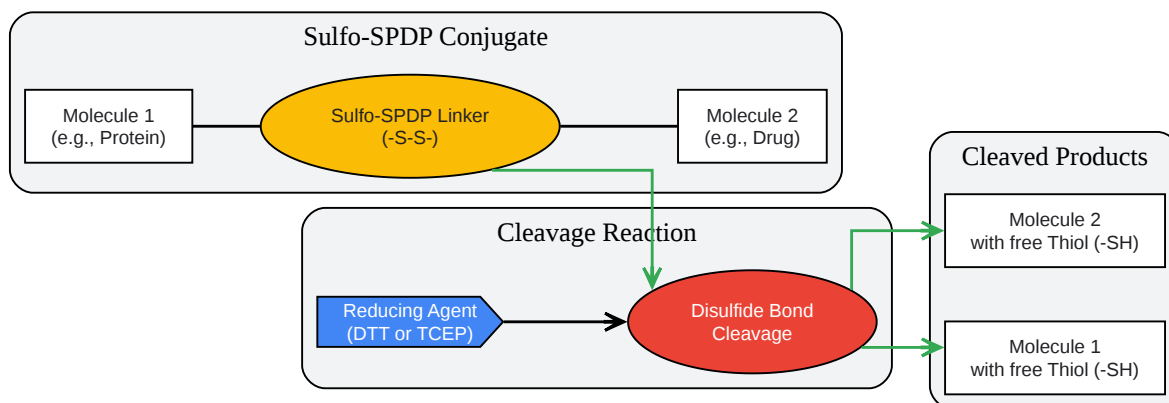 Sulfo-SPDP Conjugate
Molecule 1
(e.g., Protein)
Sulfo-SPDP Linker
(-S-S-)
Molecule 2
(e.g., Drug)
Cleavage Reaction
Reducing Agent
(DTT or TCEP)
Disulfide Bond
Cleavage
Cleaved Products
Molecule 2
with free Thiol (-SH)
Molecule 1
with free Thiol (-SH)